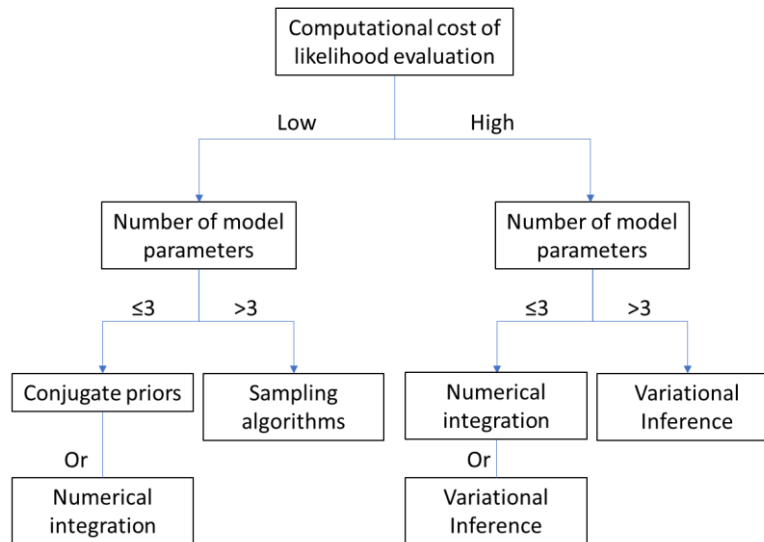 Computational cost of
likelihood evaluation
Low
High
Number of model
parameters
Number of model
parameters
≤3
>3
≤3
>3
Conjugate priors
Sampling
algorithms
Numerical
integration
Variational
Inference
Or
Or
Numerical
integration
Variational
Inference